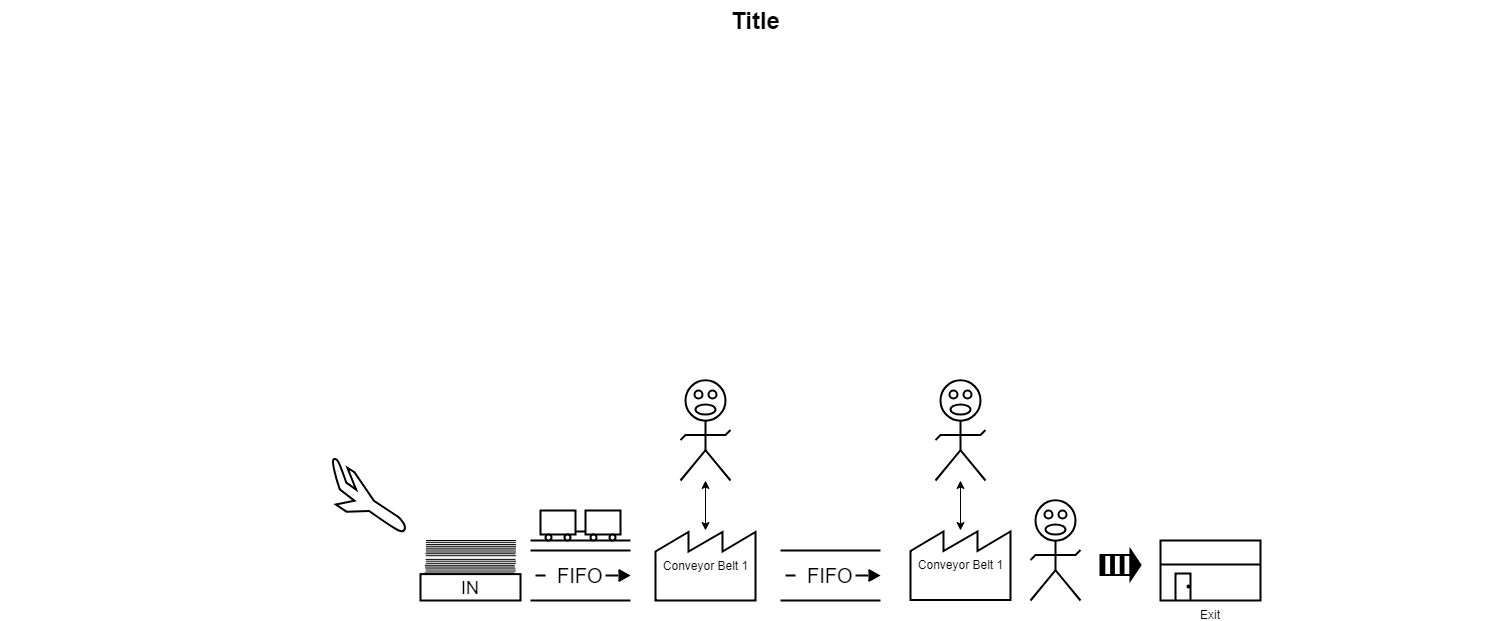 Title
IN
FIFO
Conveyor Belt 1
FIFO
Conveyor Belt 1
Exit